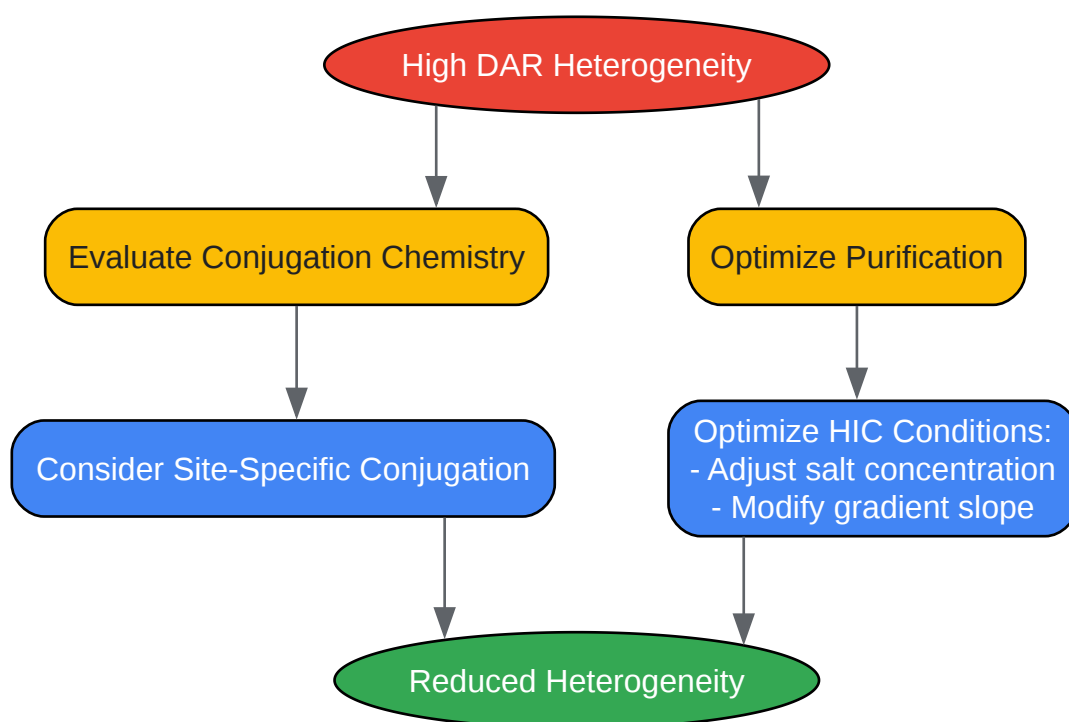 High DAR Heterogeneity
Evaluate Conjugation Chemistry
Optimize Purification
Consider Site-Specific Conjugation
Optimize HIC Conditions:
- Adjust salt concentration
- Modify gradient slope
Reduced Heterogeneity